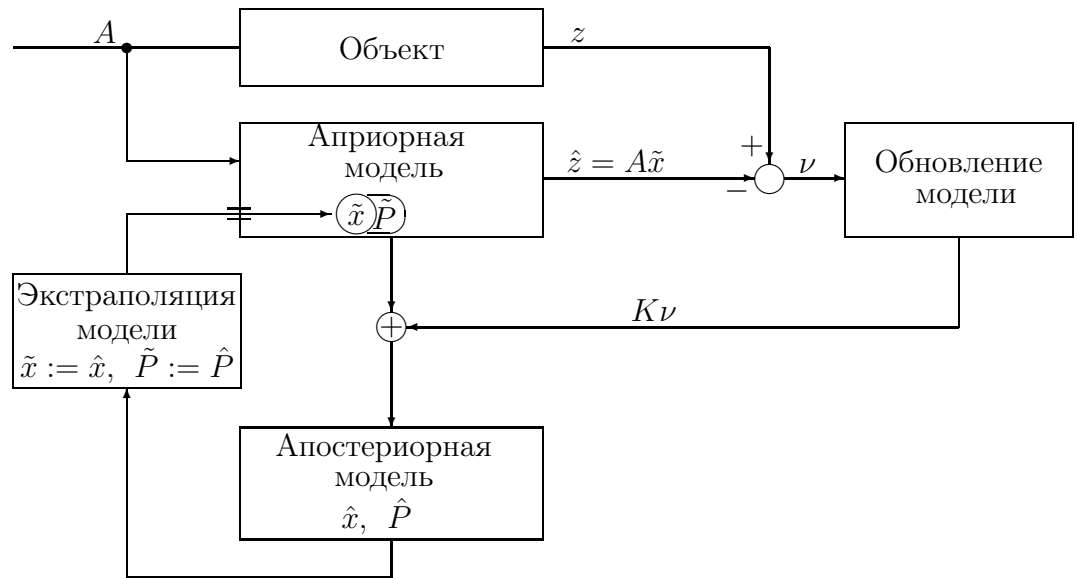 A
Объект
z
Априорная
модель
x̃ P̃
ẑ = Ax̃
+
−
ν
Обновление
модели
Экстраполяция
модели
x̃ := x̂, P̃ := P̂
+
Kν
Апостериорная
модель
x̂, P̂